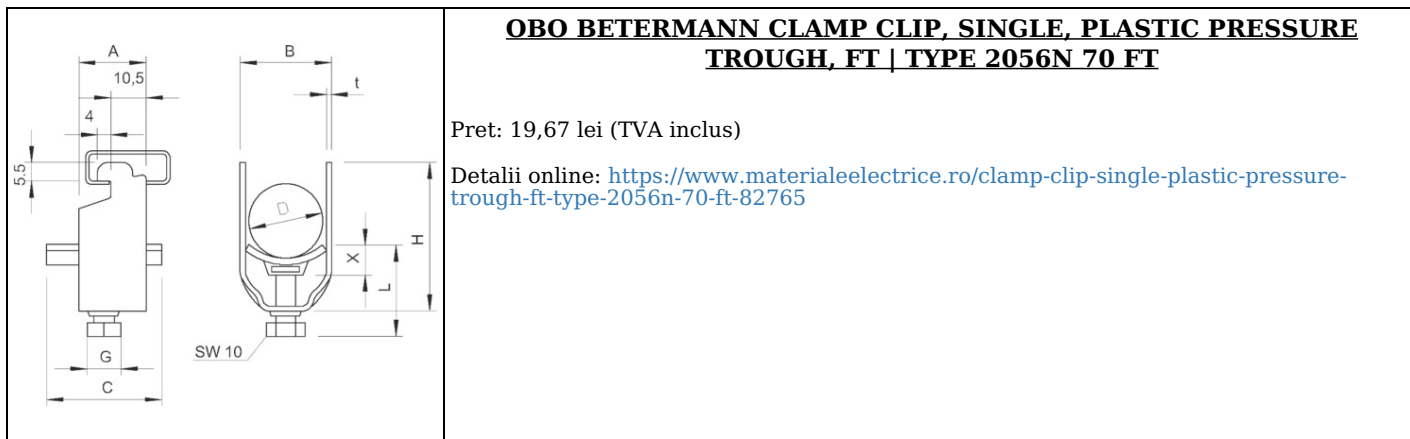 A
10,5
4
5.5
G
C
B
t
D
H
X
L
SW 10
OBO BETERMANN CLAMP CLIP, SINGLE, PLASTIC PRESSURE
TROUGH, FT | TYPE 2056N 70 FT
Pret: 19,67 lei (TVA inclus)
Detalii online: https://www.materialeelectrice.ro/clamp-clip-single-plastic-pressure-
trough-ft-type-2056n-70-ft-82765